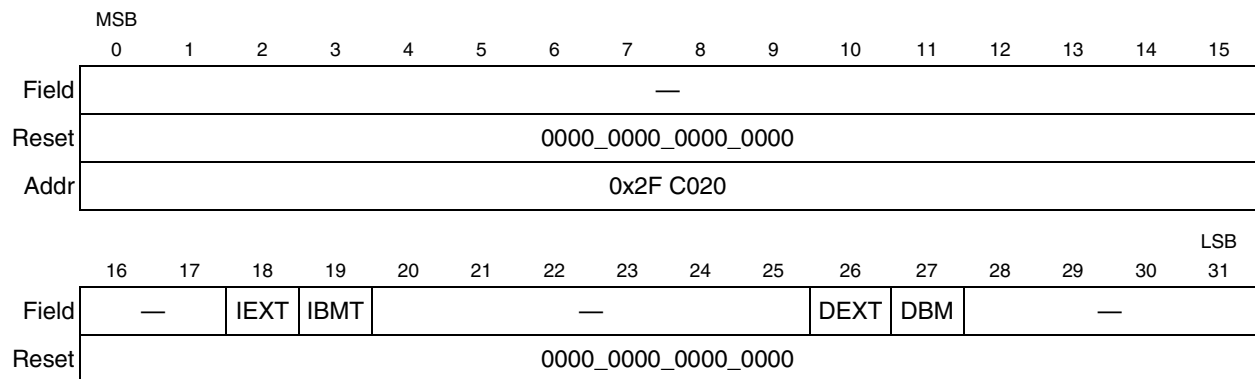 MSB
0 1 2 3 4 5 6 7 8 9 10 11 12 13 14 15
Field —
Reset 0000_0000_0000_0000
Addr 0x2F C020
LSB
16 17 18 19 20 21 22 23 24 25 26 27 28 29 30 31
Field — IEXT IBMT — DEXT DBM —
Reset 0000_0000_0000_0000